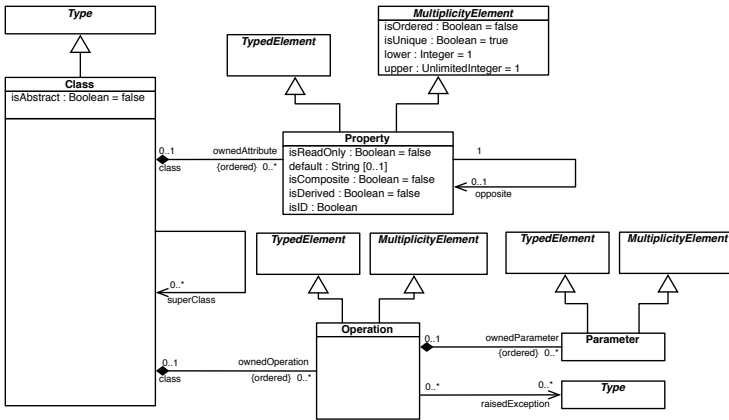 Type
MultiplicityElement
isOrdered : Boolean = false
isUnique : Boolean = true
lower : Integer = 1
upper : UnlimitedInteger = 1
TypedElement
Class
isAbstract : Boolean = false
Property
isReadOnly : Boolean = false
default : String [0..1]
isComposite : Boolean = false
isDerived : Boolean = false
isID : Boolean
0..1
class
ownedAttribute
{ordered} 0..*
1
0..1
opposite
0..*
superClass
TypedElement
MultiplicityElement
TypedElement
MultiplicityElement
Operation
0..1
class
ownedOperation
{ordered} 0..*
0..1
ownedParameter
{ordered} 0..*
Parameter
0..*
0..*
raisedException
Type